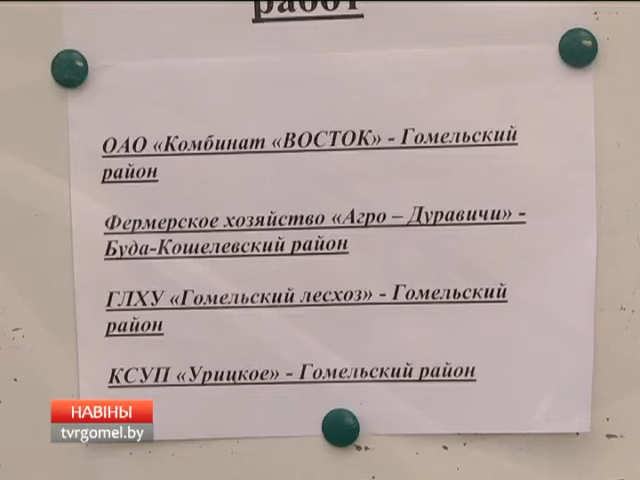 работ
ОАО «Комбинат «ВОСТОК» - Гомельский
район
Фермерское хозяйство «Агро – Дуравичи» -
Буда-Кошелевский район
ГЛХУ «Гомельский лесхоз» - Гомельский
район
КСУП «Урицкое» - Гомельский район
НАВІНЫ
tvrgomel.by